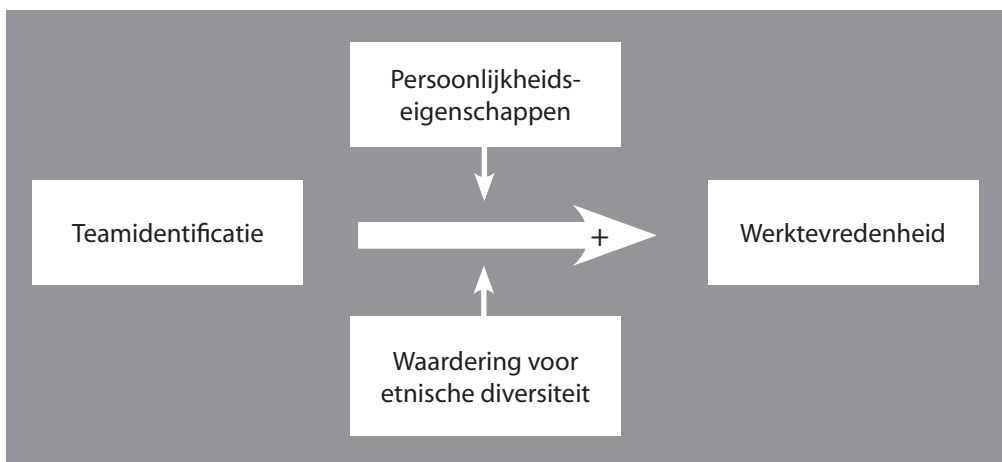 Persoonlijkheids-
eigenschappen
Teamidentificatie
+
Werktevredenheid
Waardering voor
etnische diversiteit